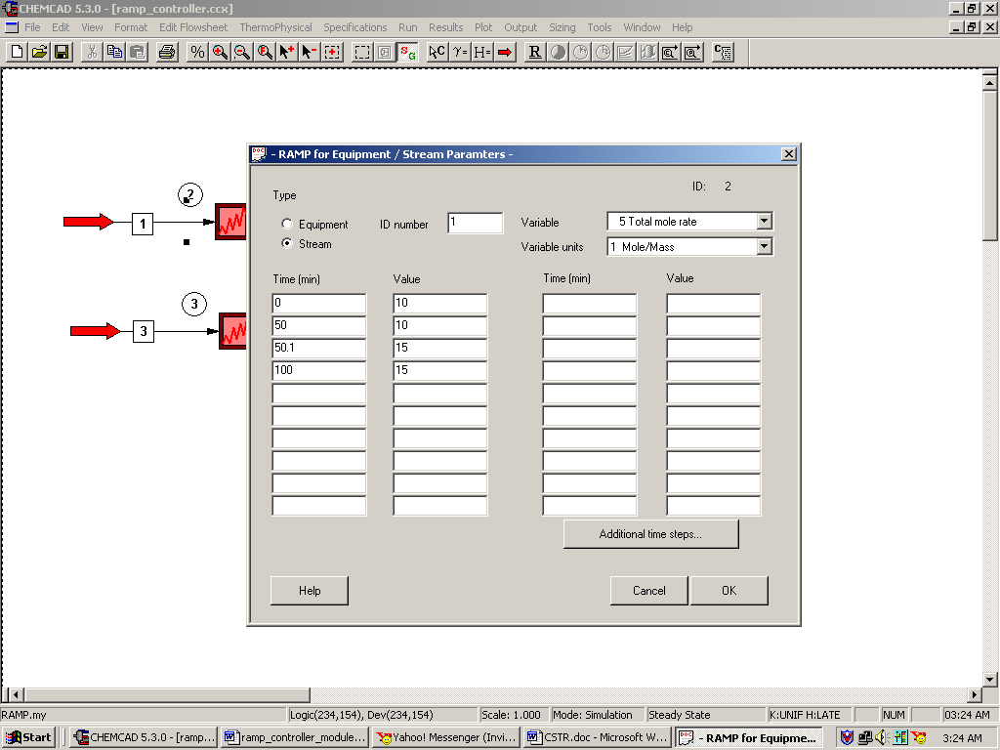 CHEMCAD 5.3.0 - [ramp_controller.ccx]
File Edit View Format Edit Flowsheet ThermoPhysical Specifications Run Results Plot Output Sizing Tools Window Help
% S G C γ= H= R C
- RAMP for Equipment / Stream Paramters -
ID: 2
Type
Equipment ID number 1 Variable 5 Total mole rate
Stream Variable units 1 Mole/Mass
Time (min) Value Time (min) Value
0 10
50 10
50.1 15
100 15
Additional time steps...
Help Cancel OK
2
1
3
3
RAMP.my Logic(234,154), Dev(234,154) Scale: 1.000 Mode: Simulation Steady State K:UNIF H:LATE NUM 03:24 AM
Start CHEMCAD 5.3.0 - [ramp... ramp_controller_module... Yahoo! Messenger (Invi... CSTR.doc - Microsoft W... - RAMP for Equipme... 3:24 AM